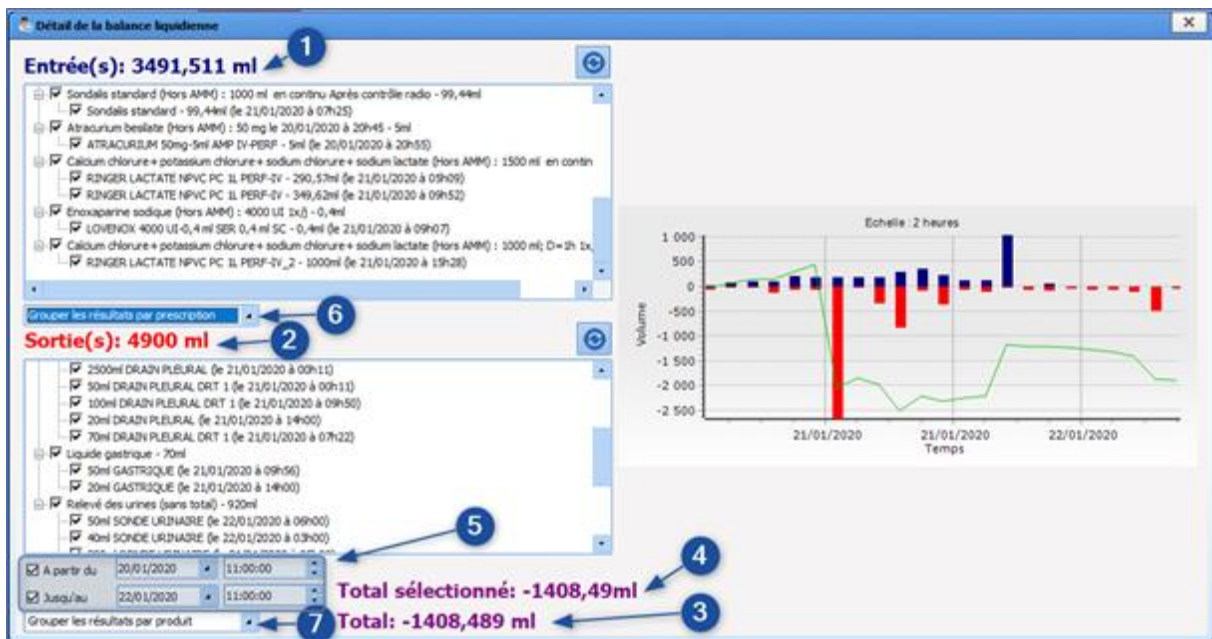 Détail de la balance liquidienne
1
Entrée(s): 3491,511 ml
Sondalis standard (Hors AMM) : 1000 ml en continu Après contrôle radio - 99,44ml
Sondalis standard - 99,44ml (le 21/01/2020 à 07h25)
Atracurium besilate (Hors AMM) : 50 mg le 20/01/2020 à 20h45 - 5ml
ATRACURIUM 50mg-5ml AMP IV-PERF - 5ml (le 20/01/2020 à 20h55)
Calcium chlorure+ potassium chlorure+ sodium chlorure+ sodium lactate (Hors AMM) : 1500 ml en contin
RINGER LACTATE NPVC PC 1L PERF-IV - 290,57ml (le 21/01/2020 à 05h09)
RINGER LACTATE NPVC PC 1L PERF-IV - 349,62ml (le 21/01/2020 à 09h52)
Enoxaparine sodique (Hors AMM) : 4000 UI 1x/j - 0,4ml
LOVENOX 4000 UI-0,4 ml SER 0,4 ml SC - 0,4ml (le 21/01/2020 à 09h07)
Calcium chlorure+ potassium chlorure+ sodium chlorure+ sodium lactate (Hors AMM) : 1000 ml; D=1h 1x,
RINGER LACTATE NPVC PC 1L PERF-IV_2 - 1000ml (le 21/01/2020 à 15h28)
Grouper les résultats par prescription
6
Sortie(s): 4900 ml
2
2500ml DRAIN PLEURAL (le 21/01/2020 à 00h11)
50ml DRAIN PLEURAL DRT 1 (le 21/01/2020 à 00h11)
100ml DRAIN PLEURAL DRT 1 (le 21/01/2020 à 09h50)
20ml DRAIN PLEURAL (le 21/01/2020 à 14h00)
70ml DRAIN PLEURAL DRT 1 (le 21/01/2020 à 07h22)
Liquide gastrique - 70ml
50ml GASTRIQUE (le 21/01/2020 à 09h56)
20ml GASTRIQUE (le 21/01/2020 à 14h00)
Relevé des urines (sans total) - 920ml
50ml SONDE URINAIRE (le 22/01/2020 à 06h00)
40ml SONDE URINAIRE (le 22/01/2020 à 03h00)
5
A partir du 20/01/2020 11:00:00
Jusqu'au 22/01/2020 11:00:00
Grouper les résultats par produit
7
4
Total sélectionné: -1408,49ml
Total: -1408,489 ml
3
Echelle : 2 heures
Volume
1 000
500
0
-500
-1 000
-1 500
-2 000
-2 500
21/01/2020 21/01/2020 22/01/2020
Temps